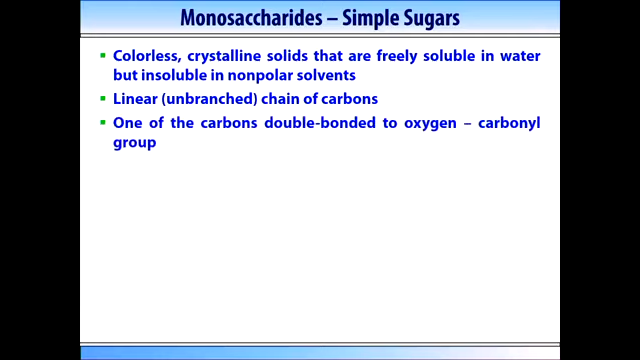 Monosaccharides – Simple Sugars
▪ Colorless, crystalline solids that are freely soluble in water
but insoluble in nonpolar solvents
▪ Linear (unbranched) chain of carbons
▪ One of the carbons double-bonded to oxygen – carbonyl
group